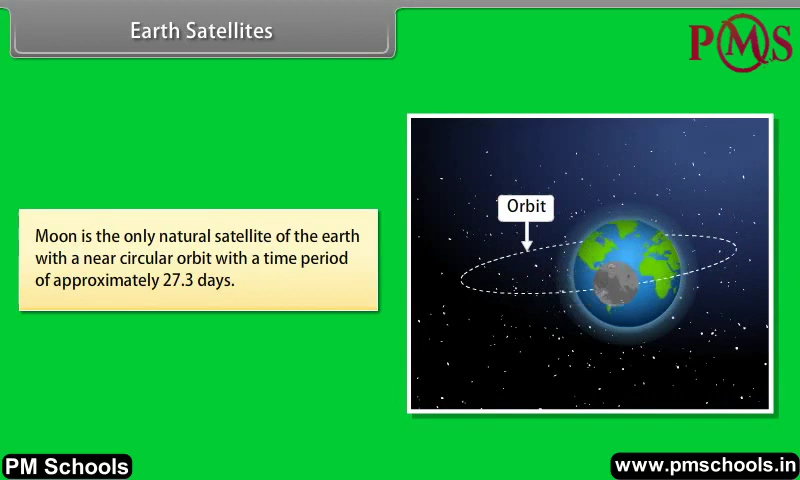 Earth Satellites
PMS
Orbit
Moon is the only natural satellite of the earth
with a near circular orbit with a time period
of approximately 27.3 days.
PM Schools
www.pmschools.in